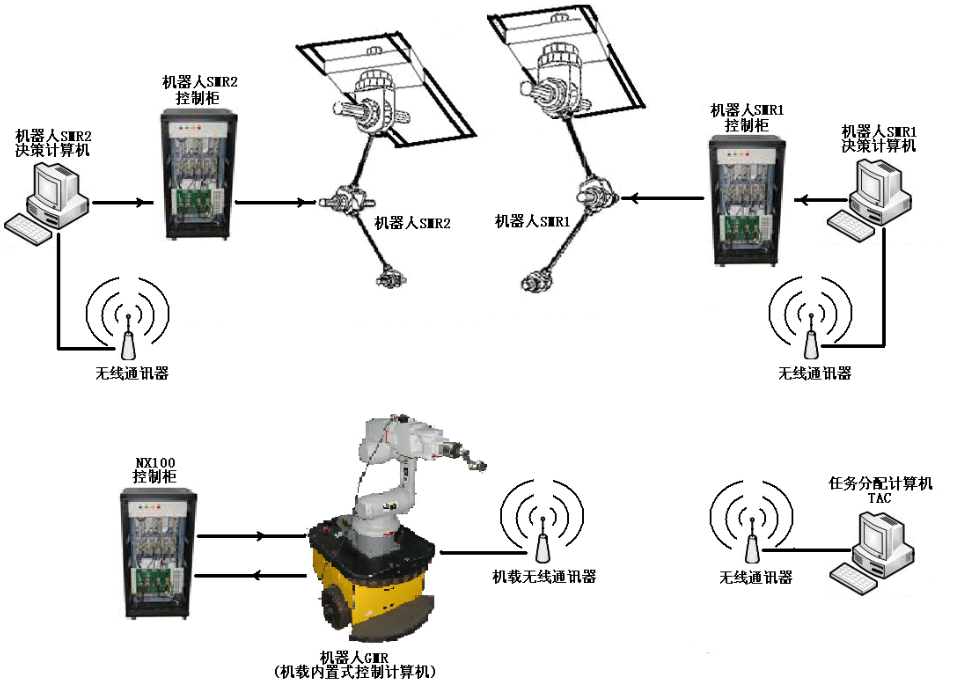 机器人SMR2
控制柜
机器人SMR2
决策计算机
机器人SMR2
机器人SMR1
机器人SMR1
控制柜
机器人SMR1
决策计算机
无线通讯器
无线通讯器
NX100
控制柜
机载无线通讯器
无线通讯器
任务分配计算机
TAC
机器人GMR
(机载内置式控制计算机)